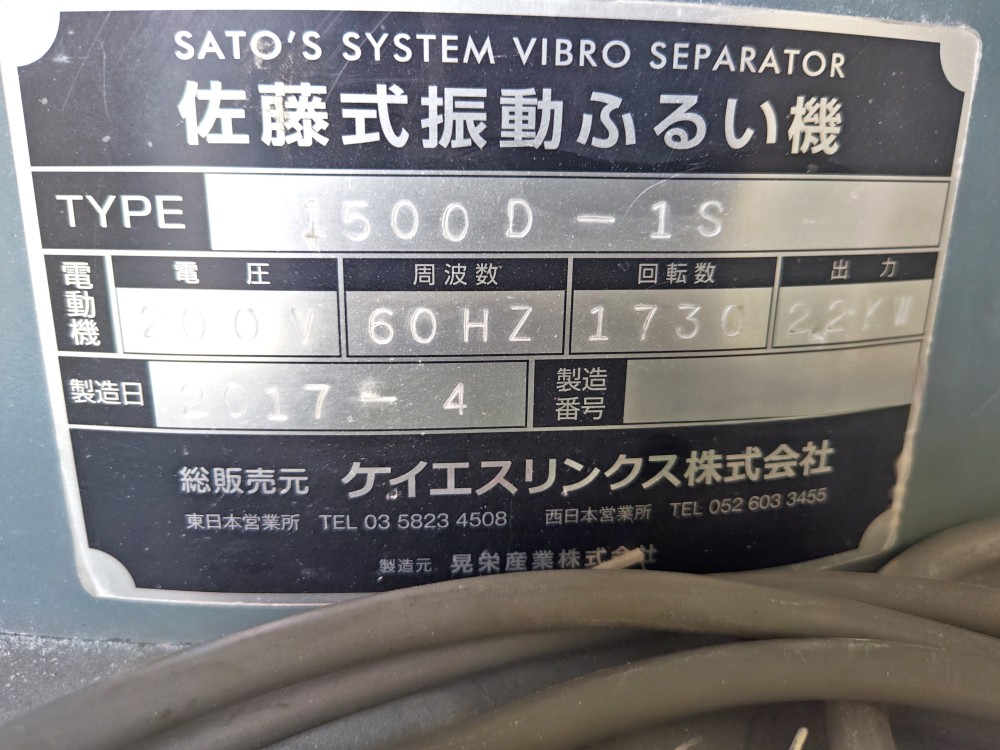 SATO'S SYSTEM VIBRO SEPARATOR
佐藤式振動ふるい機
TYPE 1500D-1S
電動機 電圧 周波数 回転数 出力
200V 60HZ 1730 2.2KW
製造日 2017-4 製造番号
総販売元 ケイエスリンクス株式会社
東日本営業所 TEL 03 5823 4508 西日本営業所 TEL 052 603 3455
製造元 晃栄産業株式会社